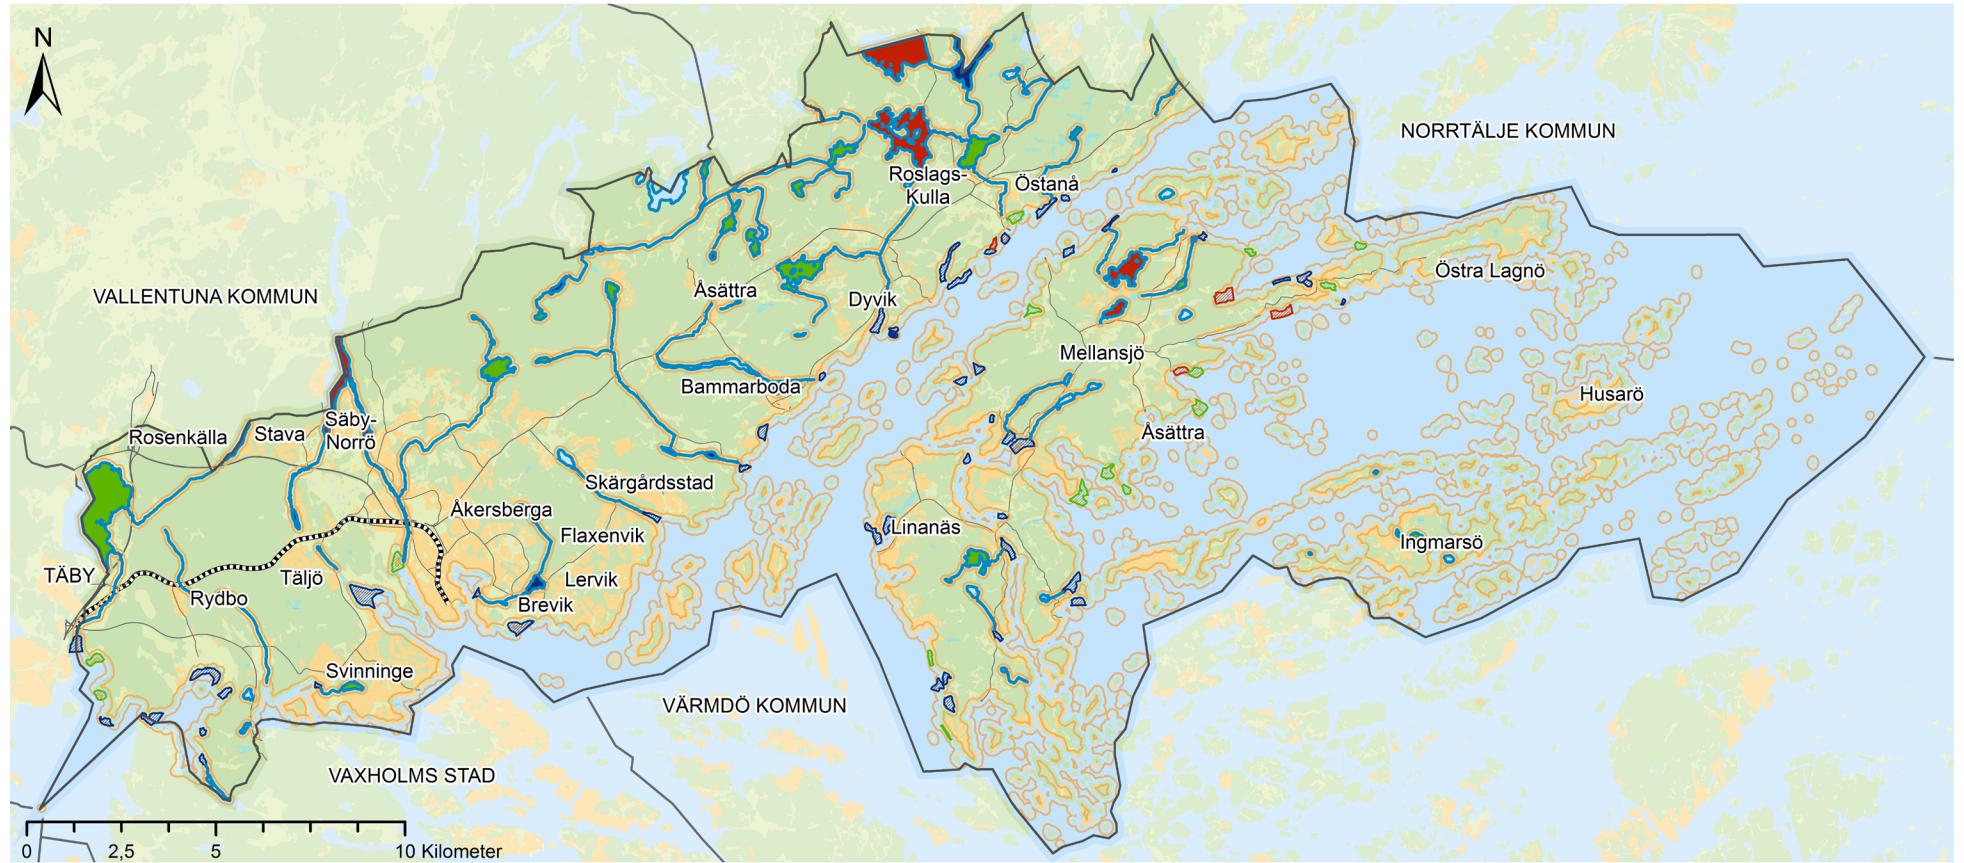 N
NORRTÄLJE KOMMUN
Roslags-
Kulla
Östanå
Östra Lagnö
VALLENTUNA KOMMUN
Åsättra
Dyvik
Mellansjö
Bammarboda
Husarö
Säby-
Norrö
Stava
Rosenkälla
Åsättra
Skärgårdsstad
Åkersberga
Linanäs
Flaxenvik
Ingmarsö
TÄBY
Täljö
Lervik
Rydbo
Brevik
Svinninge
VÄRMDÖ KOMMUN
VAXHOLMS STAD
0 2,5 5 10 Kilometer